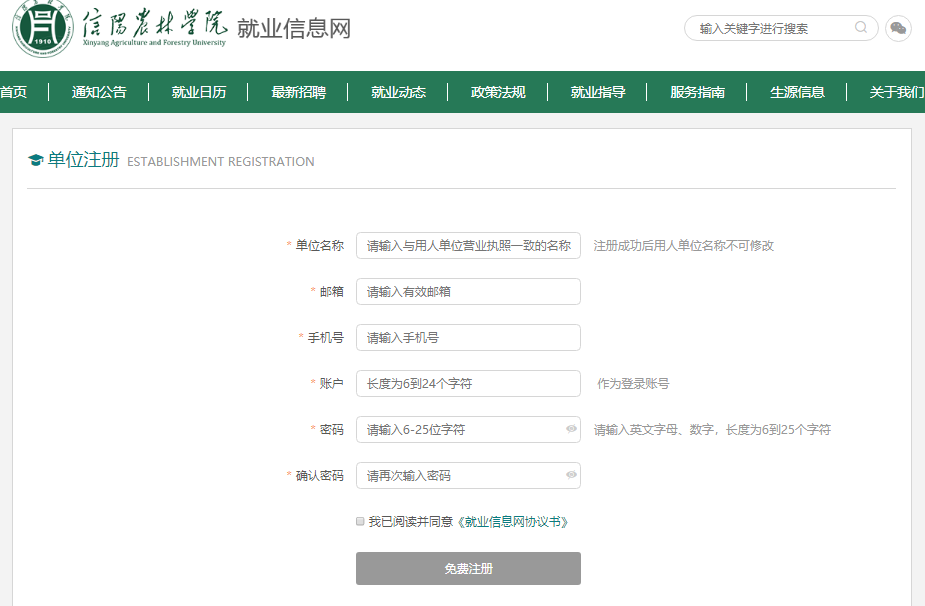 信阳农林学院 就业信息网
Xinyang Agriculture and Forestry University
1910
输入关键字进行搜索
首页 通知公告 就业日历 最新招聘 就业动态 政策法规 就业指导 服务指南 生源信息 关于我们
单位注册 ESTABLISHMENT REGISTRATION
* 单位名称 请输入与用人单位营业执照一致的名称 注册成功后用人单位名称不可修改
* 邮箱 请输入有效邮箱
* 手机号 请输入手机号
* 账户 长度为6到24个字符 作为登录账号
* 密码 请输入6-25位字符 请输入英文字母、数字，长度为6到25个字符
* 确认密码 请再次输入密码
我已阅读并同意《就业信息网协议书》
免费注册